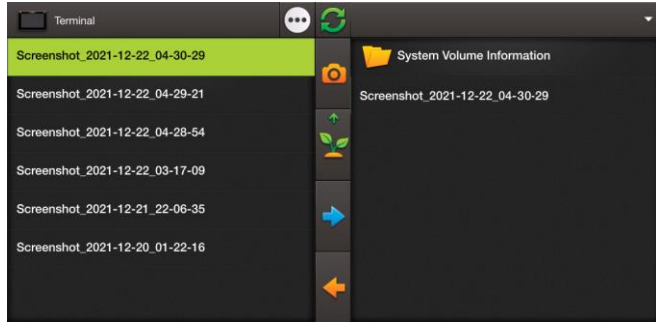 Terminal
Screenshot_2021-12-22_04-30-29
Screenshot_2021-12-22_04-29-21
Screenshot_2021-12-22_04-28-54
Screenshot_2021-12-22_03-17-09
Screenshot_2021-12-21_22-06-35
Screenshot_2021-12-20_01-22-16
System Volume Information
Screenshot_2021-12-22_04-30-29